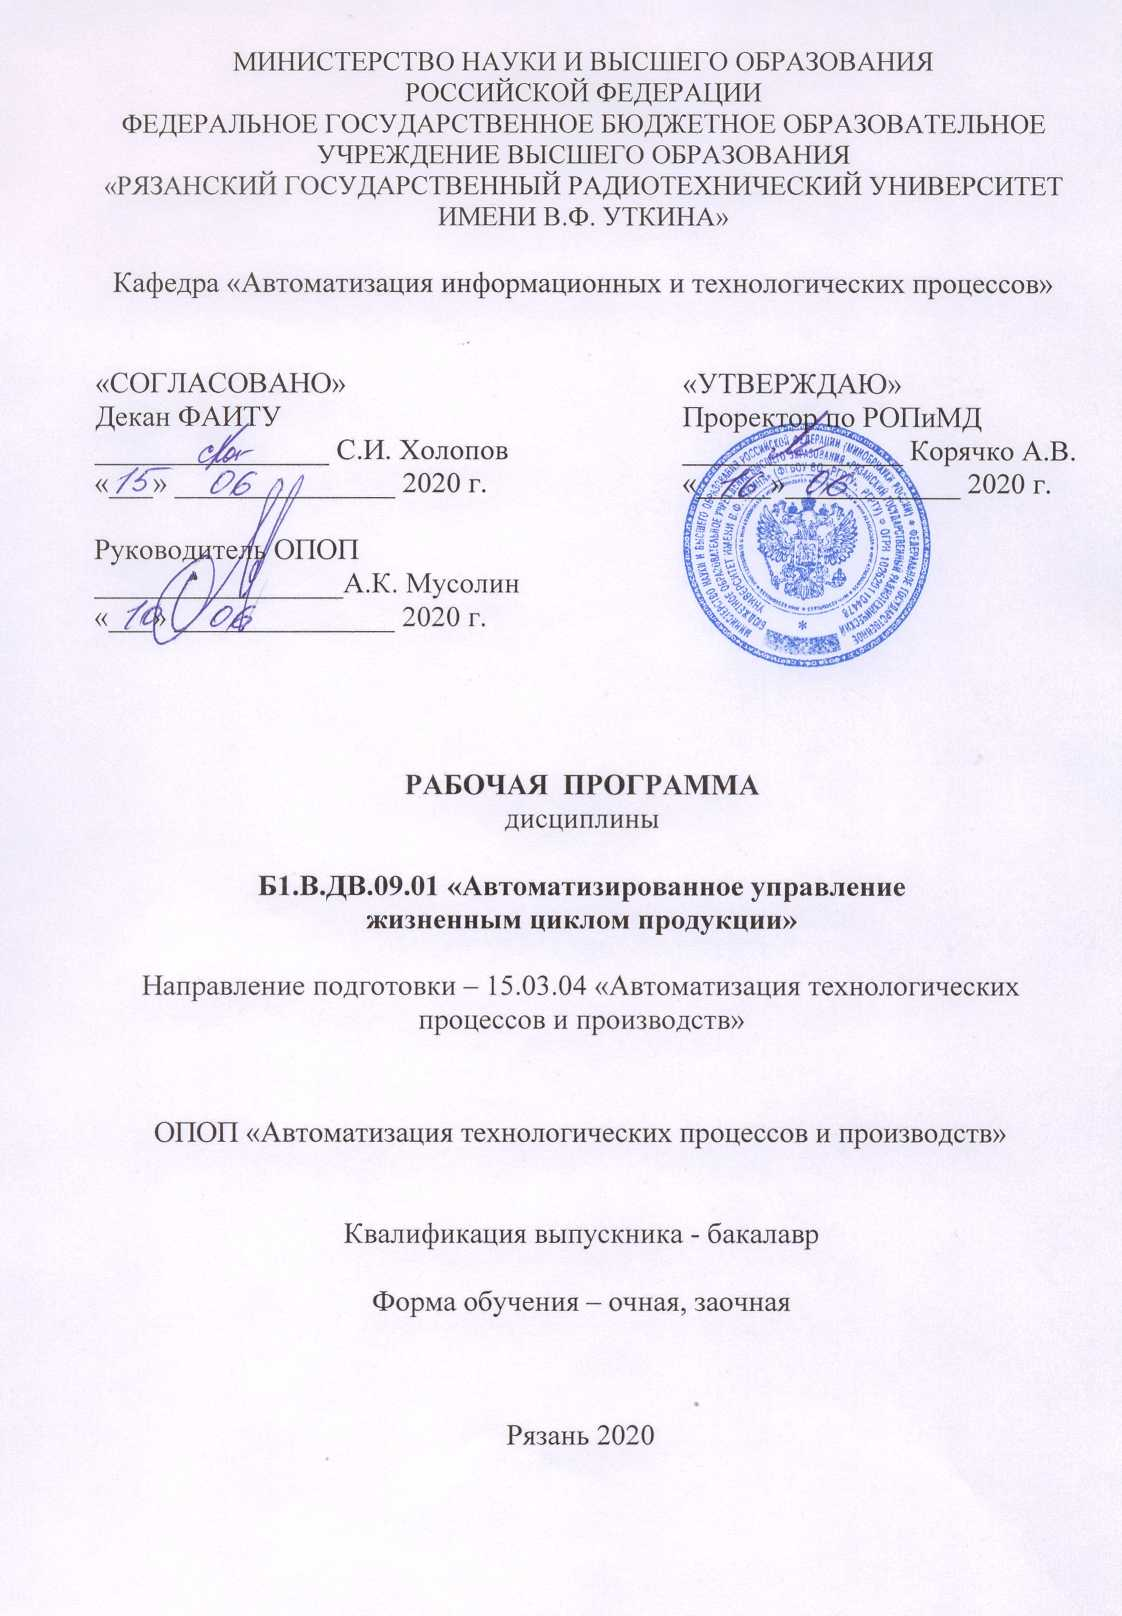 МИНИСТЕРСТВО НАУКИ И ВЫСШЕГО ОБРАЗОВАНИЯ
РОССИЙСКОЙ ФЕДЕРАЦИИ
ФЕДЕРАЛЬНОЕ ГОСУДАРСТВЕННОЕ БЮДЖЕТНОЕ ОБРАЗОВАТЕЛЬНОЕ
УЧРЕЖДЕНИЕ ВЫСШЕГО ОБРАЗОВАНИЯ
«РЯЗАНСКИЙ ГОСУДАРСТВЕННЫЙ РАДИОТЕХНИЧЕСКИЙ УНИВЕРСИТЕТ
ИМЕНИ В.Ф. УТКИНА»
Кафедра «Автоматизация информационных и технологических процессов»
«СОГЛАСОВАНО»
Декан ФАИТУ
С.И. Холопов
«15» 06 2020 г.
Руководитель ОПОП
А.К. Мусолин
«10» 06 2020 г.
«УТВЕРЖДАЮ»
Проректор по РОПиМД
Корячко А.В.
« » 06 2020 г.
РАБОЧАЯ ПРОГРАММА
дисциплины
Б1.В.ДВ.09.01 «Автоматизированное управление
жизненным циклом продукции»
Направление подготовки – 15.03.04 «Автоматизация технологических
процессов и производств»
ОПОП «Автоматизация технологических процессов и производств»
Квалификация выпускника - бакалавр
Форма обучения – очная, заочная
Рязань 2020